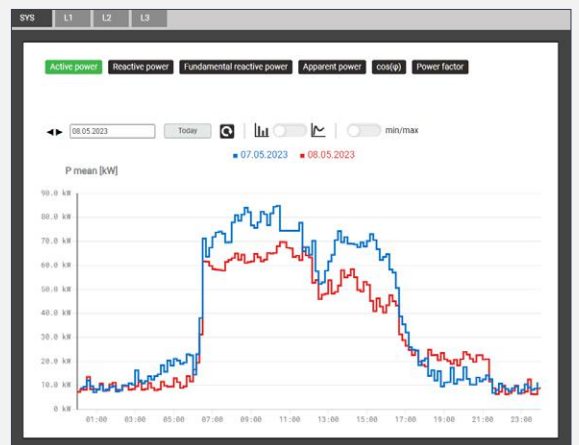 SYS L1 L2 L3
Active power Reactive power Fundamental reactive power Apparent power cos(φ) Power factor
08.05.2023 Today min/max
07.05.2023 08.05.2023
P mean [kW]
90.0 kW
80.0 kW
70.0 kW
60.0 kW
50.0 kW
40.0 kW
30.0 kW
20.0 kW
10.0 kW
0 kW
01:00 03:00 05:00 07:00 09:00 11:00 13:00 15:00 17:00 19:00 21:00 23:00